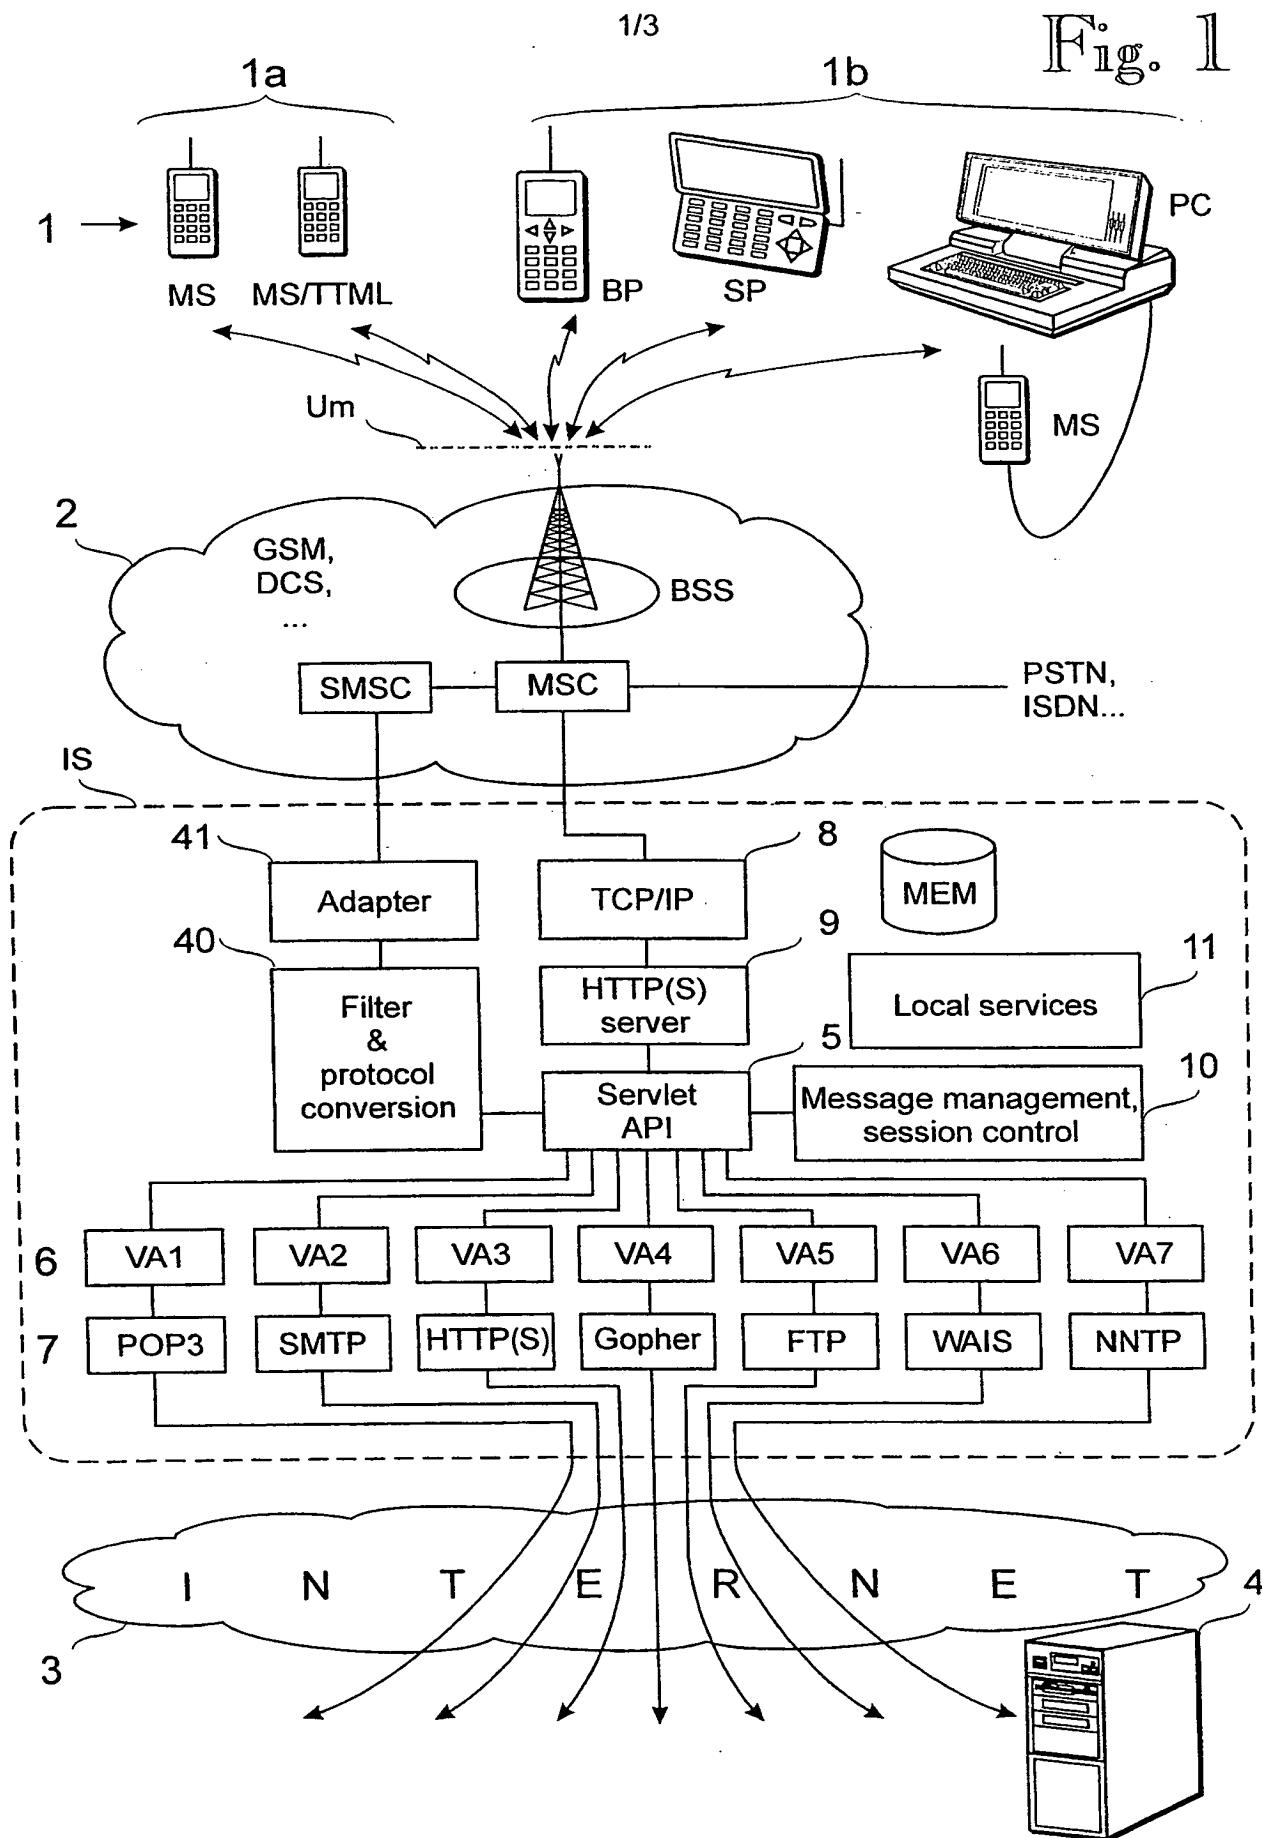 1/3
Fig. 1
1a
1b
1
MS
MS/TTML
BP
SP
PC
MS
Um
2
GSM,
DCS,
...
BSS
SMSC
MSC
PSTN,
ISDN...
IS
41
8
Adapter
TCP/IP
MEM
40
9
11
Filter
&
protocol
conversion
HTTP(S)
server
Local services
5
10
Servlet
API
Message management,
session control
6
VA1
VA2
VA3
VA4
VA5
VA6
VA7
7
POP3
SMTP
HTTP(S)
Gopher
FTP
WAIS
NNTP
I N T E R N E T
4
3